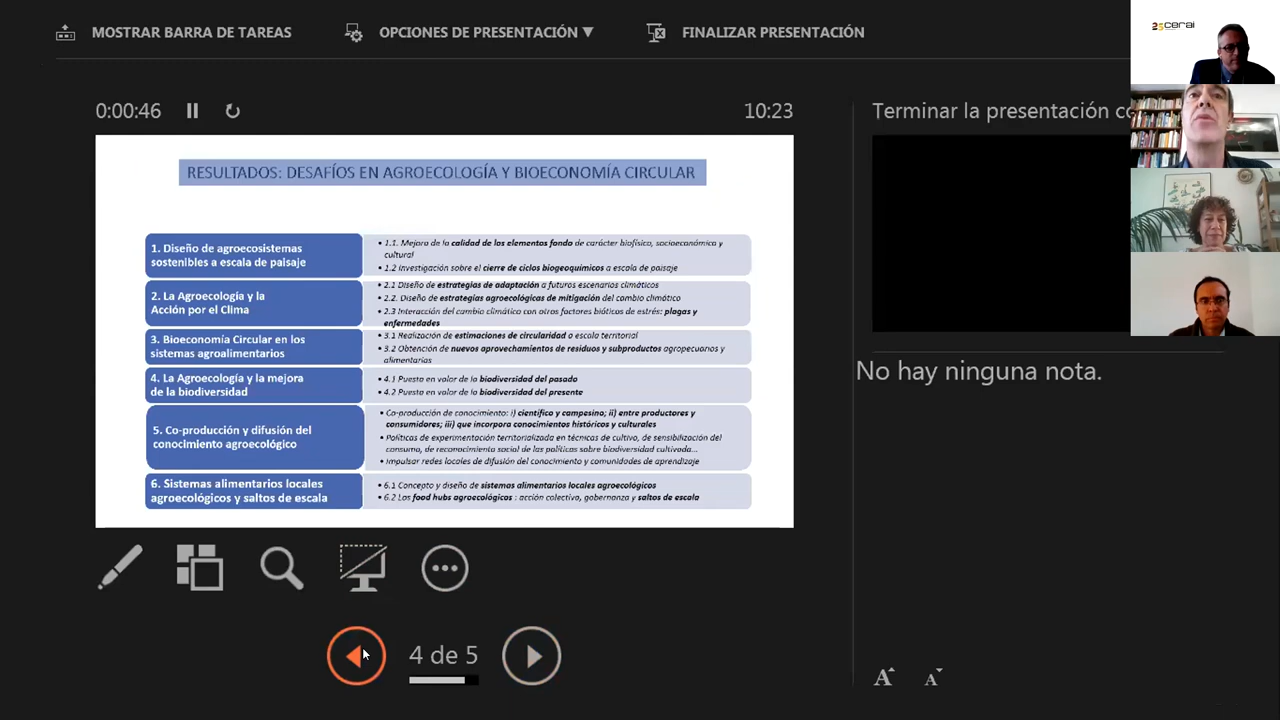 MOSTRAR BARRA DE TAREAS
OPCIONES DE PRESENTACIÓN ▼
FINALIZAR PRESENTACIÓN
25 cerai
0:00:46
10:23
Terminar la presentación
RESULTADOS: DESAFÍOS EN AGROECOLOGÍA Y BIOECONOMÍA CIRCULAR
1. Diseño de agroecosistemas
sostenibles a escala de paisaje
• 1.1. Mejora de la calidad de los elementos fondo de carácter biofísico, socioeconómico y
cultural
• 1.2 Investigación sobre el cierre de ciclos biogeoquímicos a escala de paisaje
2. La Agroecología y la
Acción por el Clima
• 2.1 Diseño de estrategias de adaptación a futuros escenarios climáticos
• 2.2. Diseño de estrategias agroecológicas de mitigación del cambio climático
• 2.3 Interacción del cambio climático con otros factores bióticos de estrés: plagas y
enfermedades
3. Bioeconomía Circular en los
sistemas agroalimentarios
• 3.1 Realización de estimaciones de circularidad a escala territorial
• 3.2 Obtención de nuevos aprovechamientos de residuos y subproductos agropecuarios y
alimentarios
4. La Agroecología y la mejora
de la biodiversidad
• 4.1 Puesta en valor de la biodiversidad del pasado
• 4.2 Puesta en valor de la biodiversidad del presente
5. Co-producción y difusión del
conocimiento agroecológico
• Co-producción de conocimiento: i) científico y campesino; ii) entre productores y
consumidores; iii) que incorpora conocimientos históricos y culturales
• Políticas de experimentación territorializada en técnicas de cultivo, de sensibilización del
consumo, de reconocimiento social de las políticas sobre biodiversidad cultivada...
• Impulsar redes locales de difusión del conocimiento y comunidades de aprendizaje
6. Sistemas alimentarios locales
agroecológicos y saltos de escala
• 6.1 Concepto y diseño de sistemas alimentarios locales agroecológicos
• 6.2 Los food hubs agroecológicos : acción colectiva, gobernanza y saltos de escala
No hay ninguna nota.
4 de 5
A A